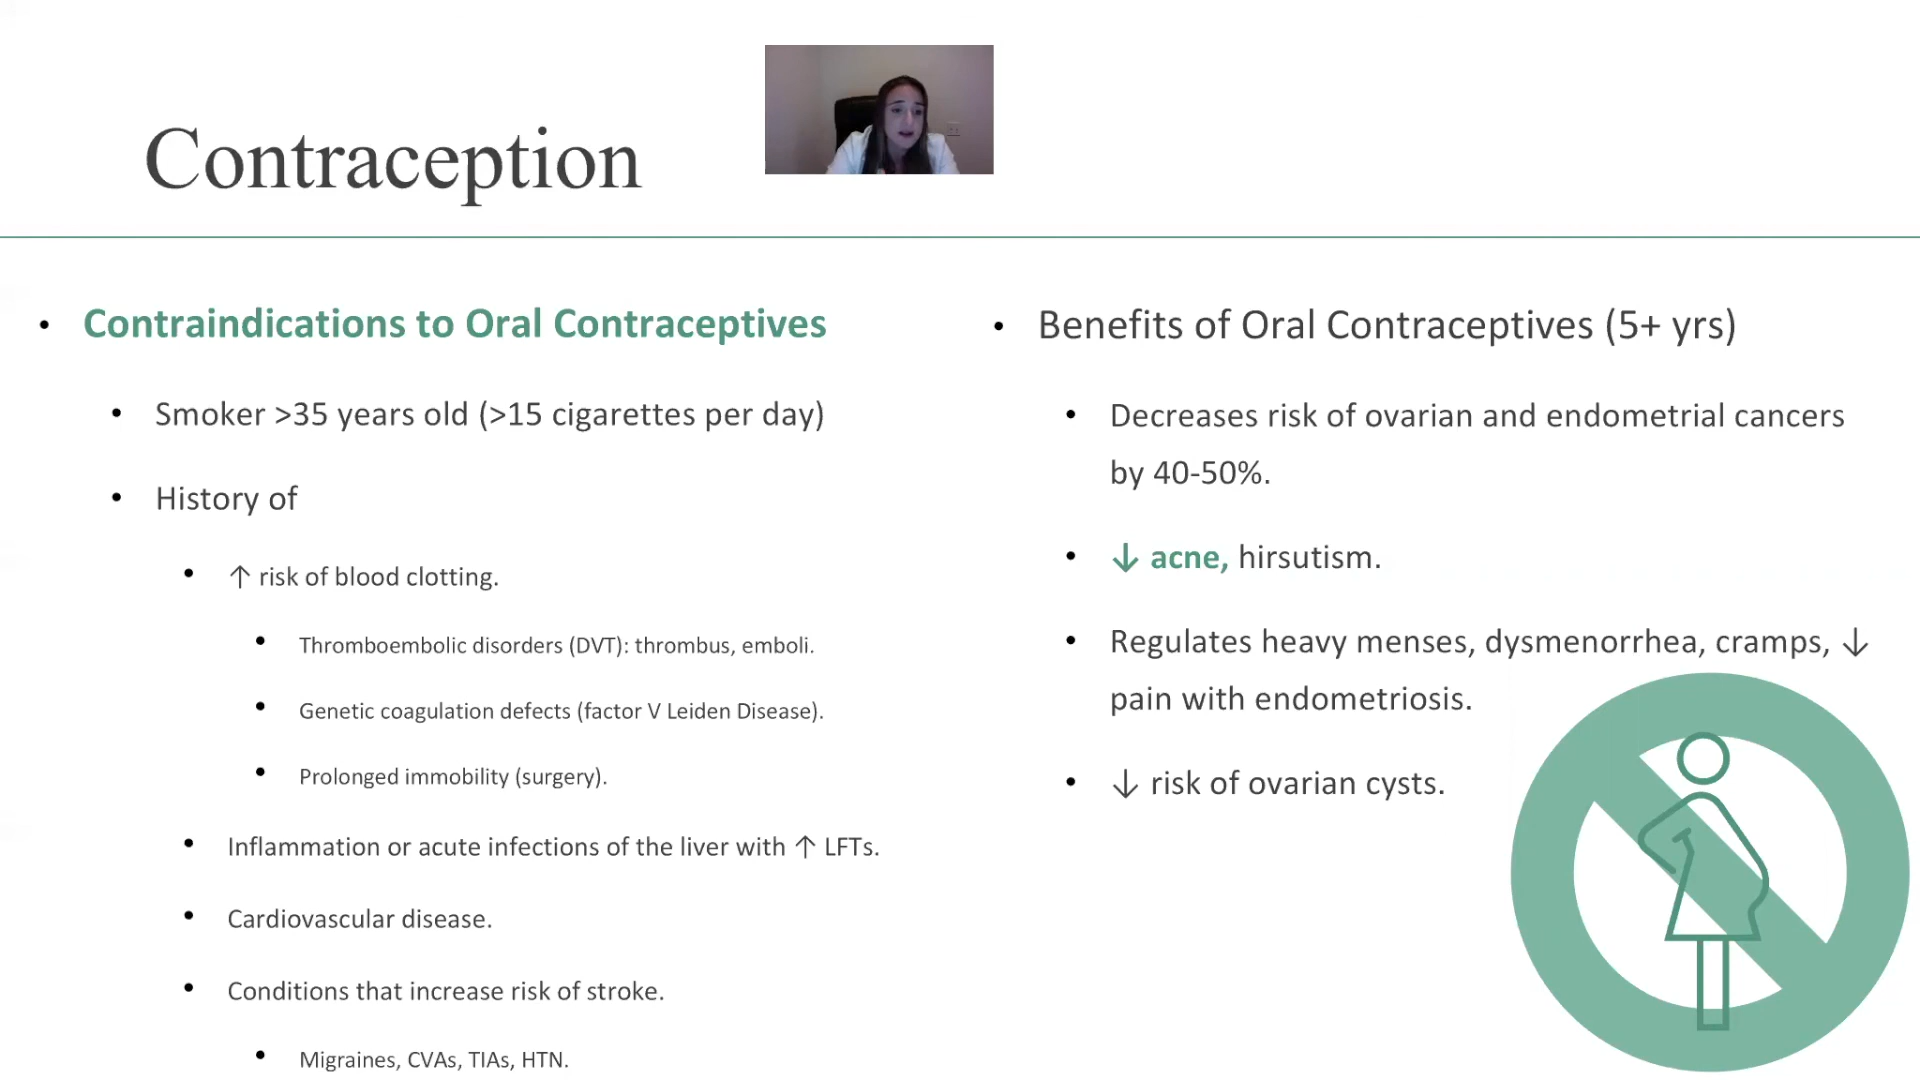 Contraception
• Contraindications to Oral Contraceptives
• Smoker >35 years old (>15 cigarettes per day)
• History of
• ↑ risk of blood clotting.
• Thromboembolic disorders (DVT): thrombus, emboli.
• Genetic coagulation defects (factor V Leiden Disease).
• Prolonged immobility (surgery).
• Inflammation or acute infections of the liver with ↑ LFTs.
• Cardiovascular disease.
• Conditions that increase risk of stroke.
• Migraines, CVAs, TIAs, HTN.
• Benefits of Oral Contraceptives (5+ yrs)
• Decreases risk of ovarian and endometrial cancers
by 40-50%.
• ↓ acne, hirsutism.
• Regulates heavy menses, dysmenorrhea, cramps, ↓
pain with endometriosis.
• ↓ risk of ovarian cysts.